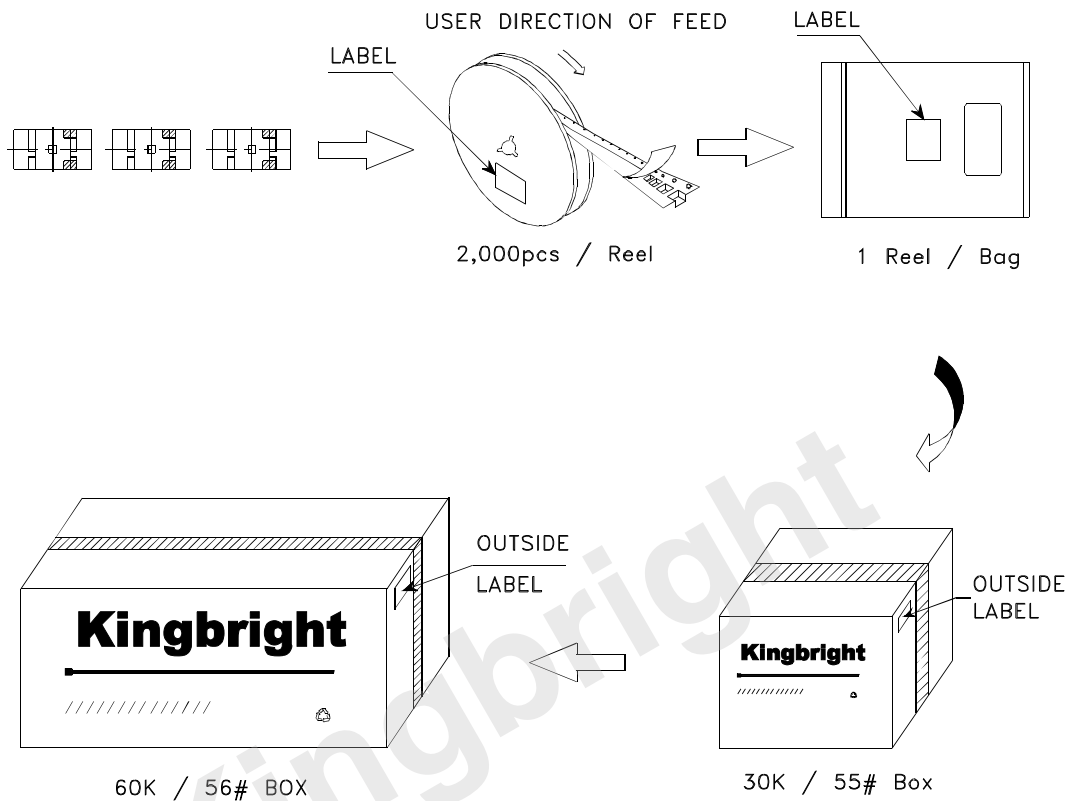 USER DIRECTION OF FEED
LABEL
LABEL
2,000pcs / Reel
1 Reel / Bag
OUTSIDE
LABEL
Kingbright
60K / 56# BOX
OUTSIDE
LABEL
Kingbright
30K / 55# Box
Kingbright